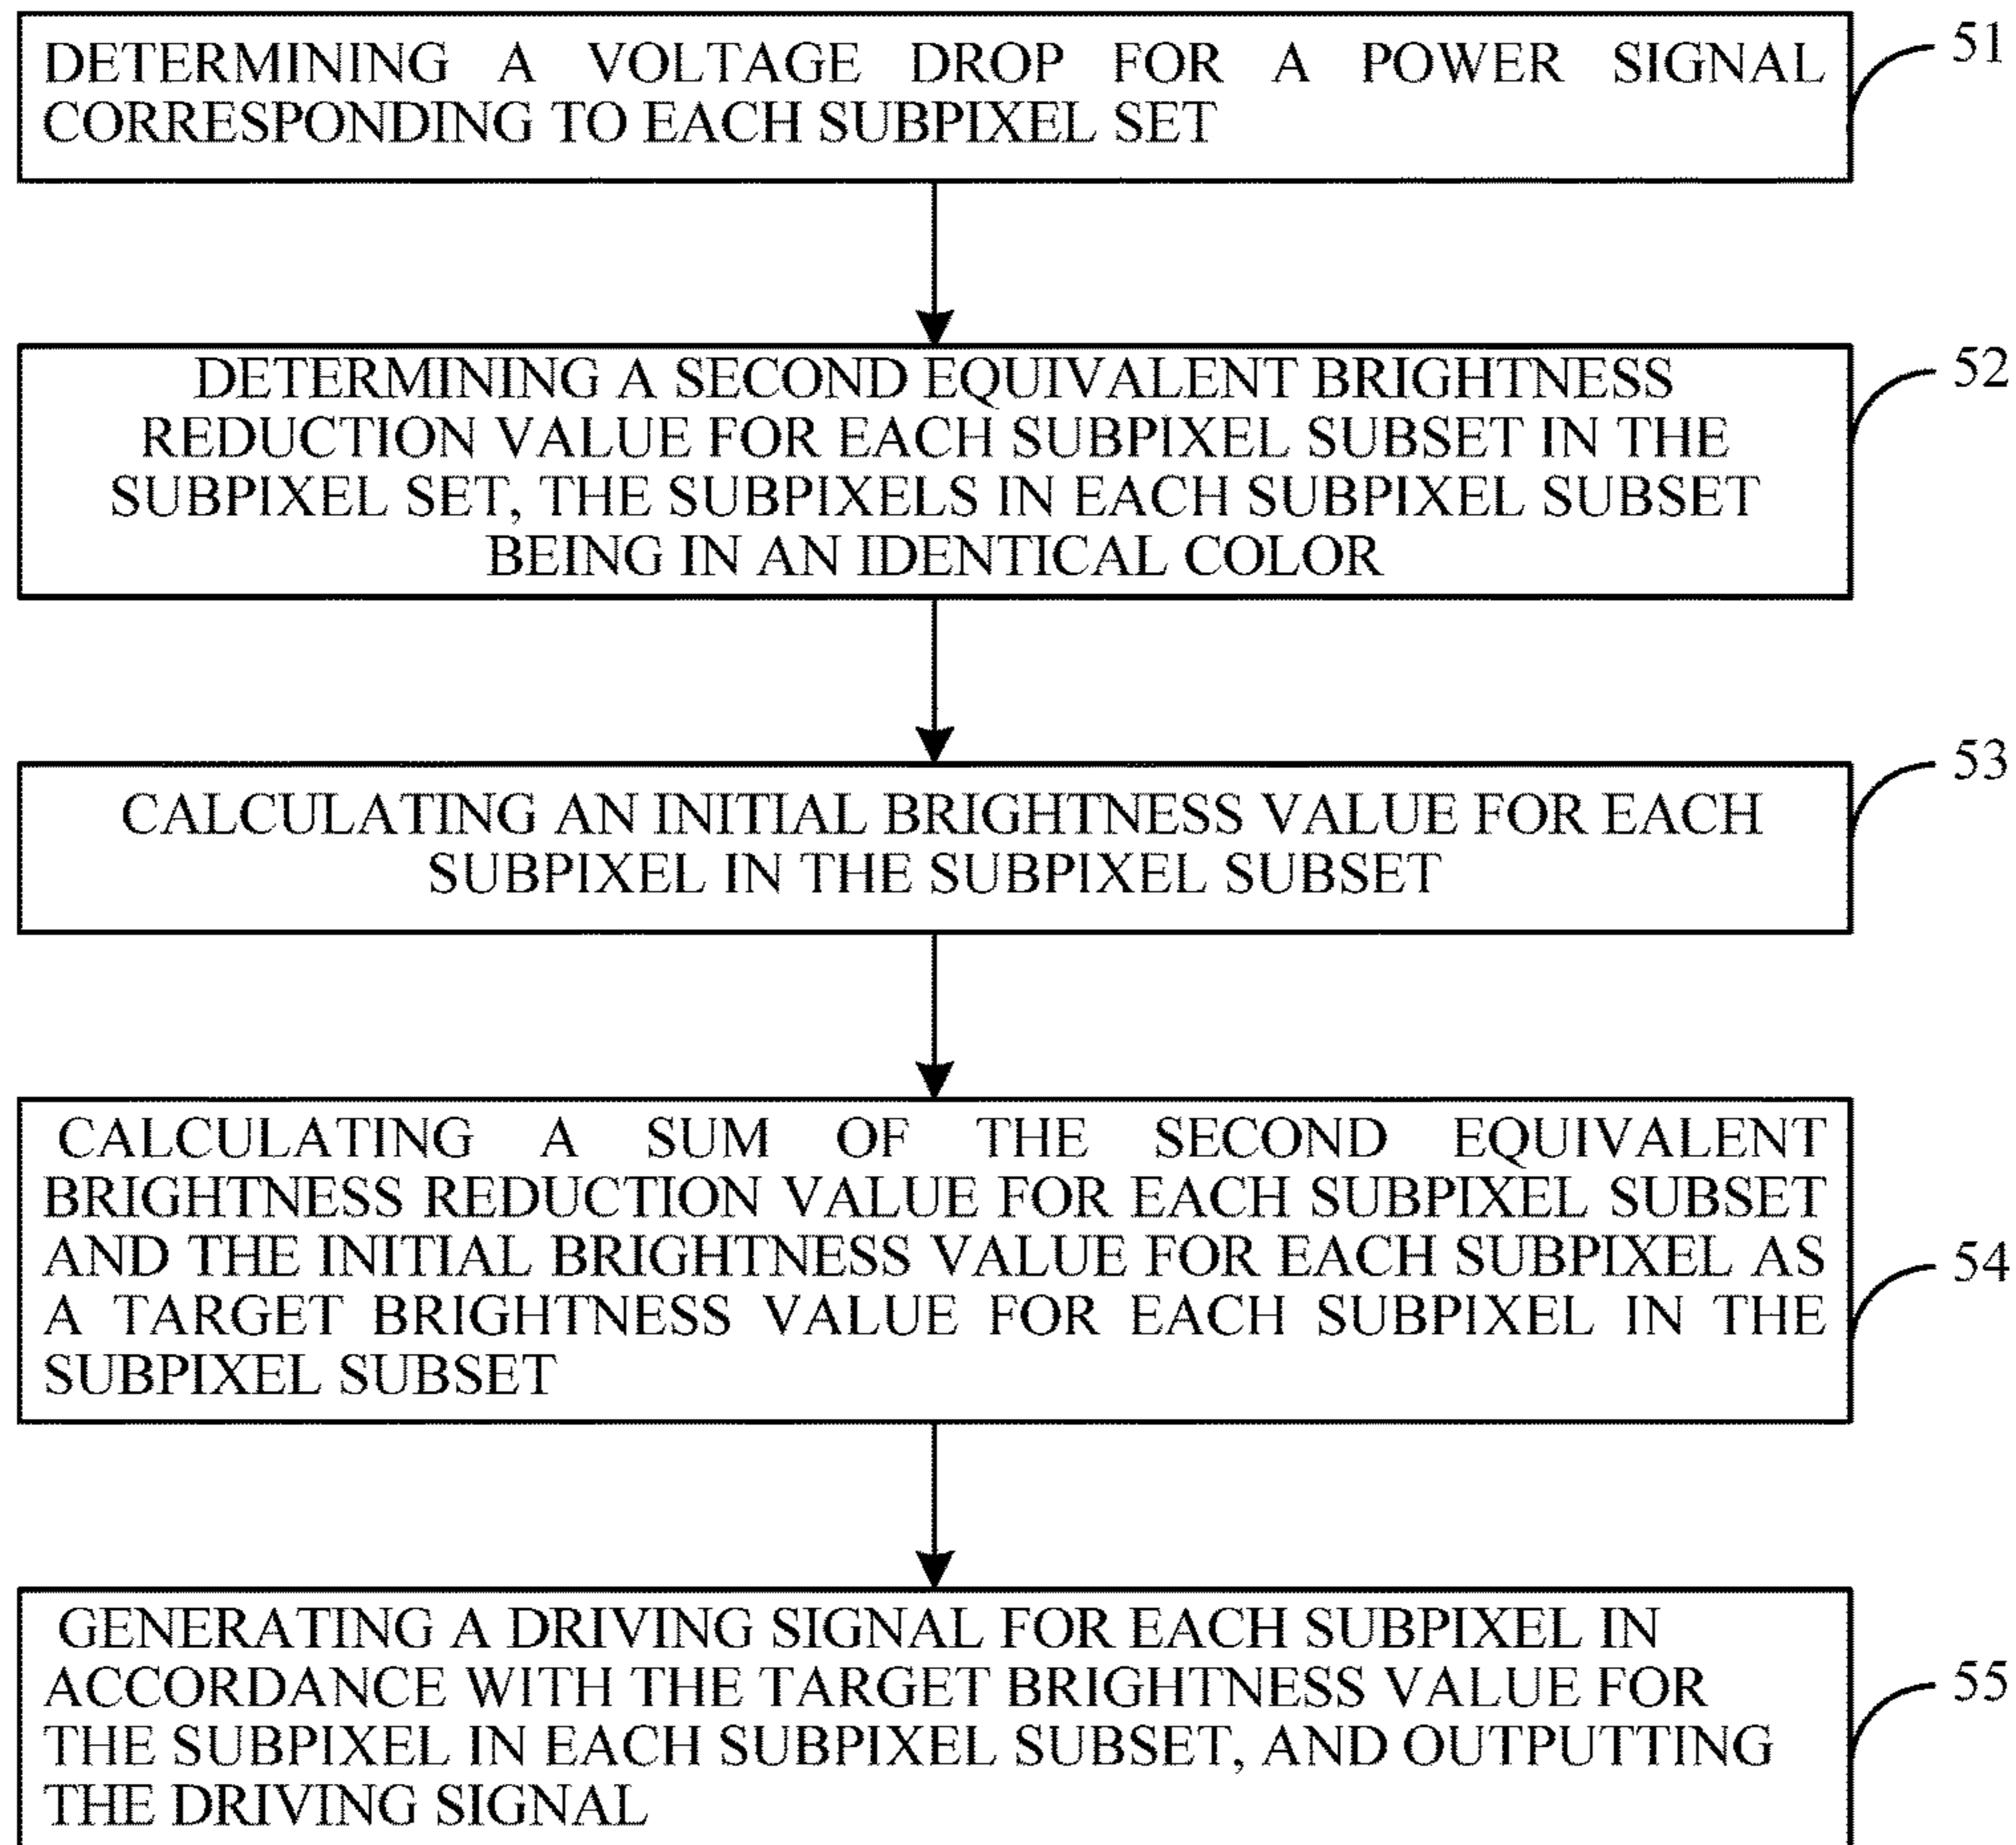 DETERMINING A VOLTAGE DROP FOR A POWER SIGNAL
CORRESPONDING TO EACH SUBPIXEL SET
51
DETERMINING A SECOND EQUIVALENT BRIGHTNESS
REDUCTION VALUE FOR EACH SUBPIXEL SUBSET IN THE
SUBPIXEL SET, THE SUBPIXELS IN EACH SUBPIXEL SUBSET
BEING IN AN IDENTICAL COLOR
52
CALCULATING AN INITIAL BRIGHTNESS VALUE FOR EACH
SUBPIXEL IN THE SUBPIXEL SUBSET
53
CALCULATING A SUM OF THE SECOND EQUIVALENT
BRIGHTNESS REDUCTION VALUE FOR EACH SUBPIXEL SUBSET
AND THE INITIAL BRIGHTNESS VALUE FOR EACH SUBPIXEL AS
A TARGET BRIGHTNESS VALUE FOR EACH SUBPIXEL IN THE
SUBPIXEL SUBSET
54
GENERATING A DRIVING SIGNAL FOR EACH SUBPIXEL IN
ACCORDANCE WITH THE TARGET BRIGHTNESS VALUE FOR
THE SUBPIXEL IN EACH SUBPIXEL SUBSET, AND OUTPUTTING
THE DRIVING SIGNAL
55